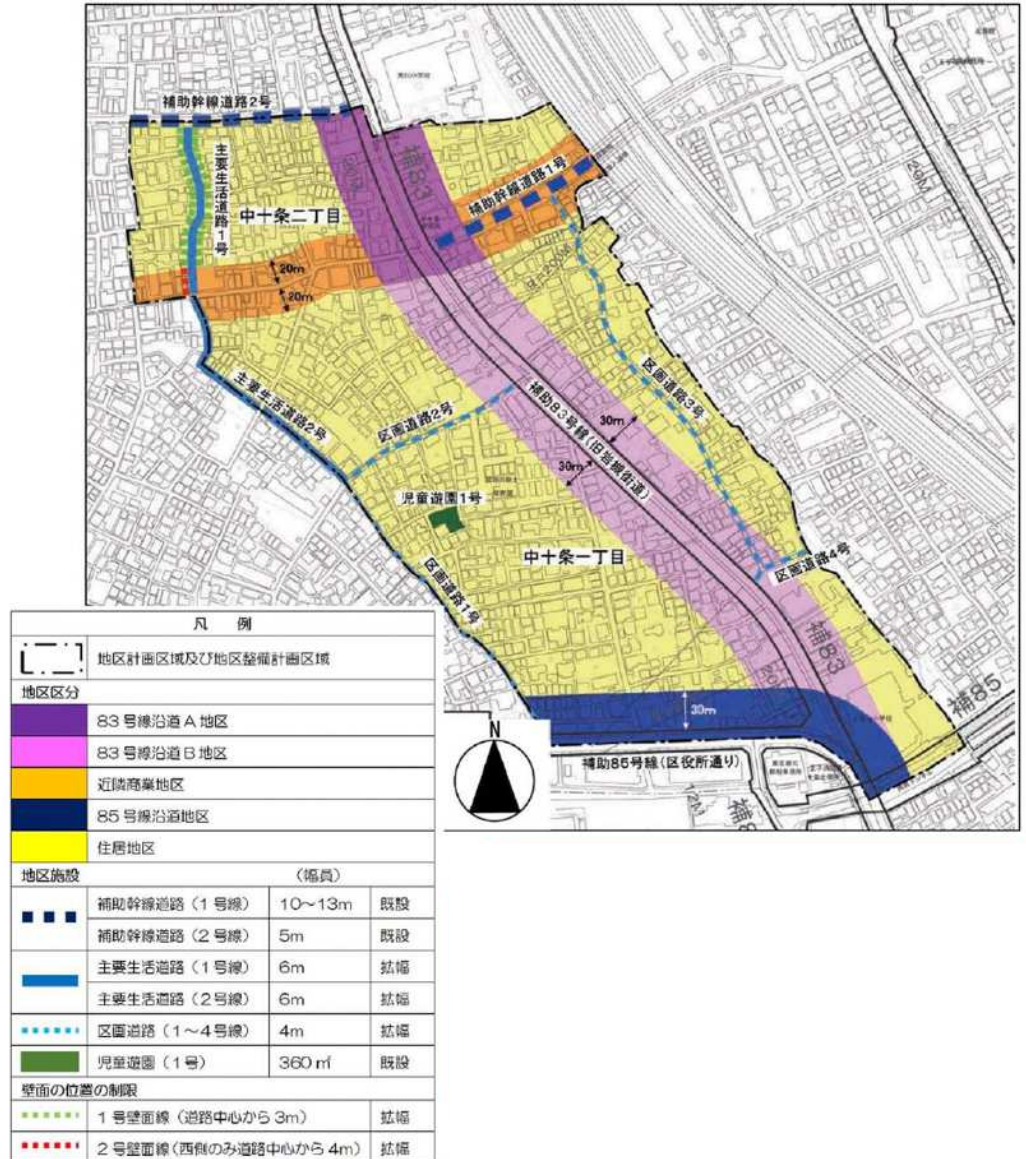 補助幹線道路2号
主要生活道路1号
中十条二丁目
補83
補助幹線道路1号
20m
20m
主要生活道路2号
区画道路2号
区画道路3号
補助83号線(旧岩槻街道)
30m
30m
児童遊園1号
中十条一丁目
区画道路1号
区画道路4号
補83
補85
30m
補助85号線(区役所通り)
N
凡 例
地区計画区域及び地区整備計画区域
地区区分
83号線沿道A地区
83号線沿道B地区
近隣商業地区
85号線沿道地区
住居地区
地区施設 (幅員)
補助幹線道路(1号線) 10~13m 既設
補助幹線道路(2号線) 5m 既設
主要生活道路(1号線) 6m 拡幅
主要生活道路(2号線) 6m 拡幅
区画道路(1~4号線) 4m 拡幅
児童遊園(1号) 360㎡ 既設
壁面の位置の制限
1号壁面線(道路中心から3m) 拡幅
2号壁面線(西側のみ道路中心から4m) 拡幅